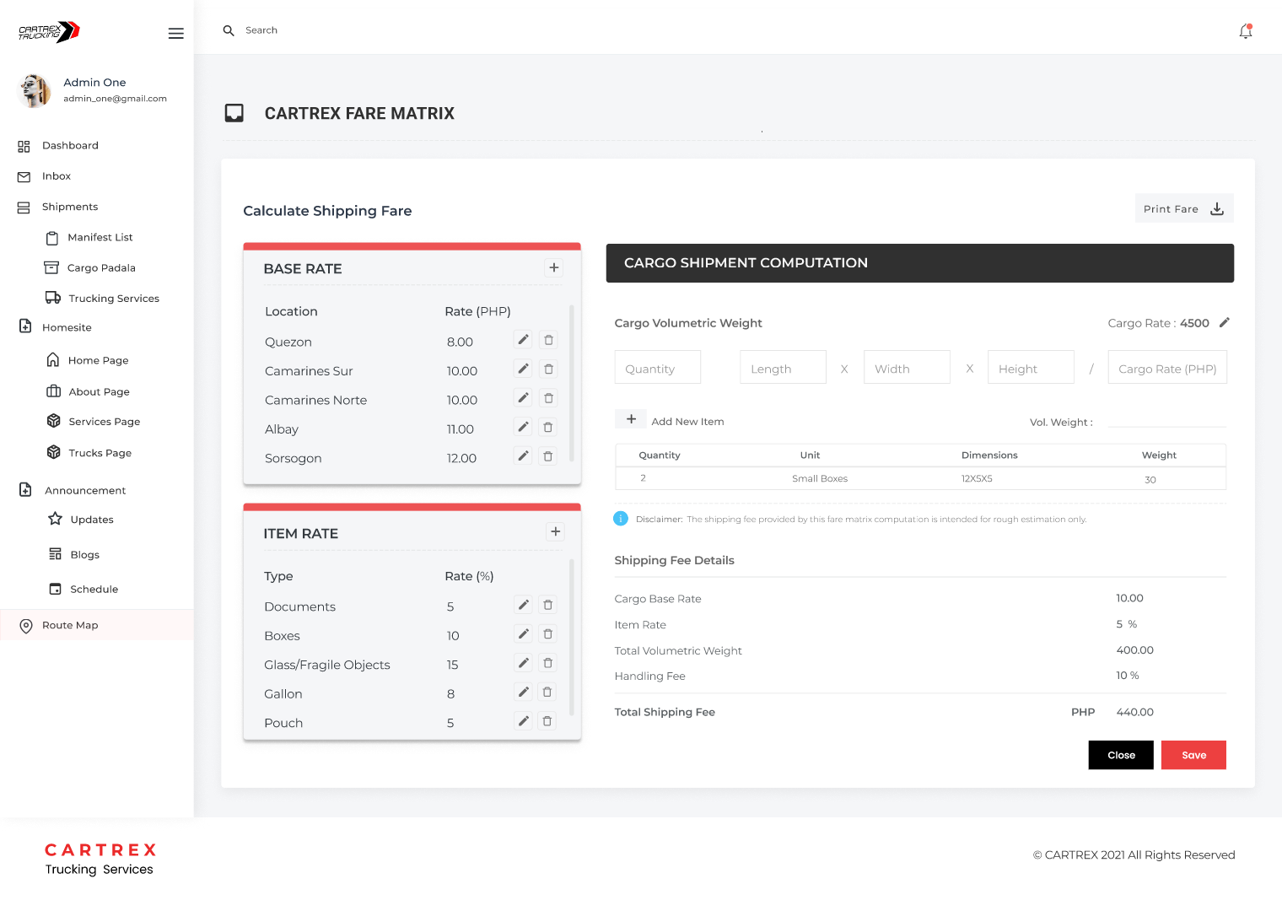 CARTREX
TRUCKING
Search
Admin One
admin_one@gmail.com
Dashboard
Inbox
Shipments
Manifest List
Cargo Padala
Trucking Services
Homesite
Home Page
About Page
Services Page
Trucks Page
Announcement
Updates
Blogs
Schedule
Route Map
CARTREX FARE MATRIX
Calculate Shipping Fare
Print Fare
BASE RATE
Location Rate (PHP)
Quezon 8.00
Camarines Sur 10.00
Camarines Norte 10.00
Albay 11.00
Sorsogon 12.00
ITEM RATE
Type Rate (%)
Documents 5
Boxes 10
Glass/Fragile Objects 15
Gallon 8
Pouch 5
CARGO SHIPMENT COMPUTATION
Cargo Volumetric Weight Cargo Rate : 4500
Quantity Length X Width X Height / Cargo Rate (PHP)
+ Add New Item Vol. Weight :
Quantity Unit Dimensions Weight
2 Small Boxes 12X5X5 30
Disclaimer: The shipping fee provided by this fare matrix computation is intended for rough estimation only.
Shipping Fee Details
Cargo Base Rate 10.00
Item Rate 5 %
Total Volumetric Weight 400.00
Handling Fee 10 %
Total Shipping Fee PHP 440.00
Close Save
CARTREX
Trucking Services
© CARTREX 2021 All Rights Reserved